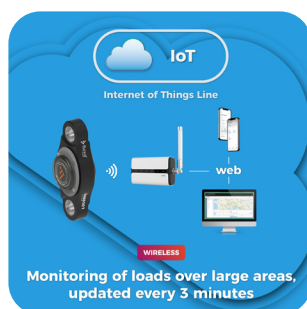 IoT
Internet of Things Line
web
WIRELESS
Monitoring of loads over large areas,
updated every 3 minutes